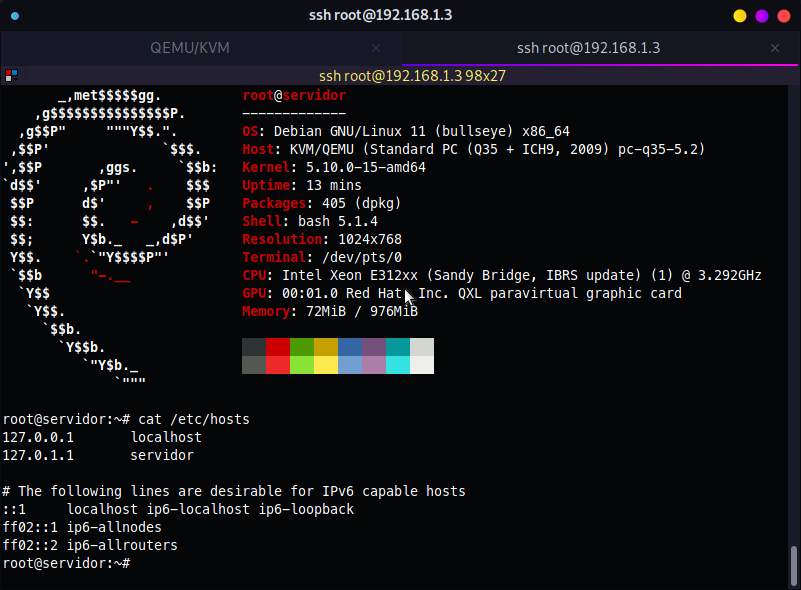 ssh root@192.168.1.3
QEMU/KVM
ssh root@192.168.1.3
ssh root@192.168.1.3 98x27
       _,met$$$$$gg.          root@servidor
    ,g$$$$$$$$$$$$$$$P.       -------------
  ,g$$P"     """Y$$.".        OS: Debian GNU/Linux 11 (bullseye) x86_64
 ,$$P'              `$$$.     Host: KVM/QEMU (Standard PC (Q35 + ICH9, 2009) pc-q35-5.2)
',$$P       ,ggs.     `$$b:   Kernel: 5.10.0-15-amd64
`d$$'     ,$P"'   .    $$$    Uptime: 13 mins
 $$P      d$'     ,    $$P    Packages: 405 (dpkg)
 $$:      $$.   -    ,d$$'    Shell: bash 5.1.4
 $$;      Y$b._   _,d$P'      Resolution: 1024x768
 Y$$.    `.`"Y$$$$P"'         Terminal: /dev/pts/0
 `$$b      "-.__              CPU: Intel Xeon E312xx (Sandy Bridge, IBRS update) (1) @ 3.292GHz
  `Y$$                        GPU: 00:01.0 Red Hat, Inc. QXL paravirtual graphic card
   `Y$$.                      Memory: 72MiB / 976MiB
     `$$b.
       `Y$$b.
          `"Y$b._
              `"""
root@servidor:~# cat /etc/hosts
127.0.0.1       localhost
127.0.1.1       servidor
# The following lines are desirable for IPv6 capable hosts
::1     localhost ip6-localhost ip6-loopback
ff02::1 ip6-allnodes
ff02::2 ip6-allrouters
root@servidor:~#